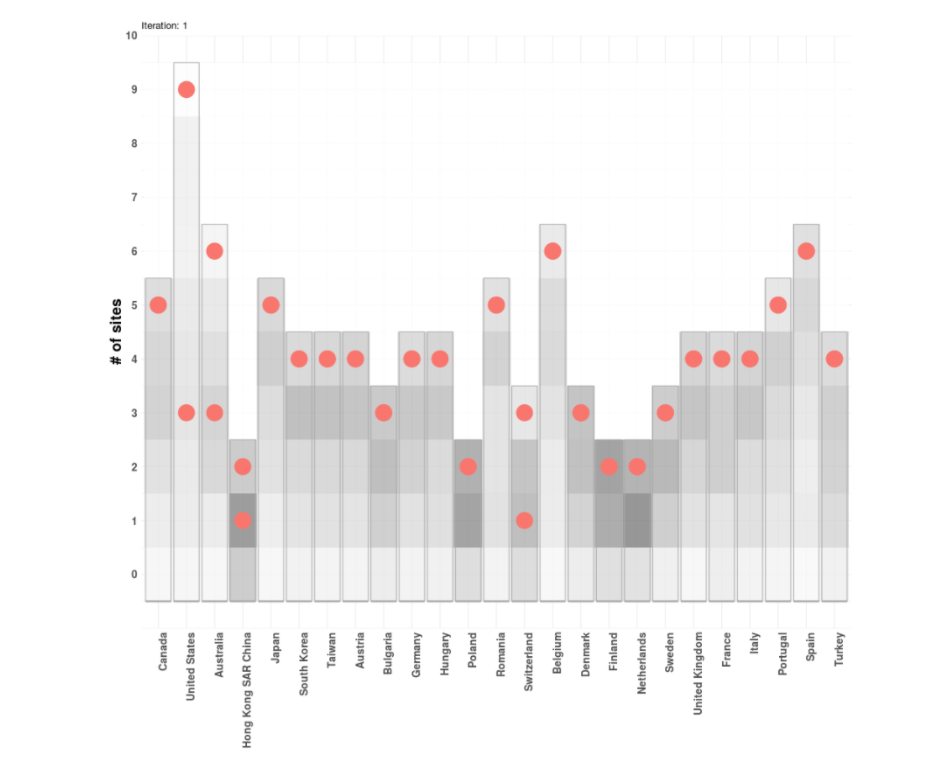 Iteration: 1
10
9
8
7
6
5
4
3
2
1
0
# of sites
Canada
United States
Australia
Hong Kong SAR China
Japan
South Korea
Taiwan
Austria
Bulgaria
Germany
Hungary
Poland
Romania
Switzerland
Belgium
Denmark
Finland
Netherlands
Sweden
United Kingdom
France
Italy
Portugal
Spain
Turkey